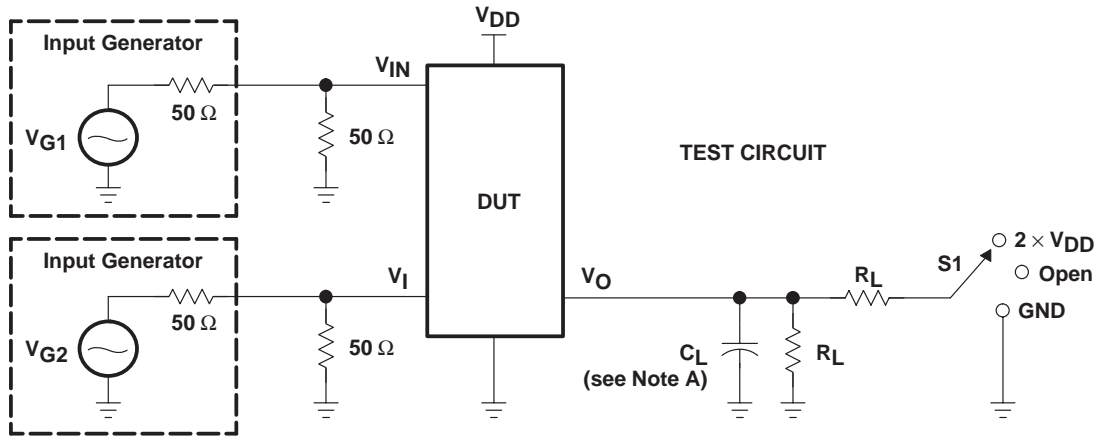 Input Generator
50 Ω
VG1
VIN
50 Ω
VDD
DUT
TEST CIRCUIT
Input Generator
50 Ω
VG2
VI
50 Ω
VO
CL
(see Note A)
RL
RL
S1
2 × VDD
Open
GND